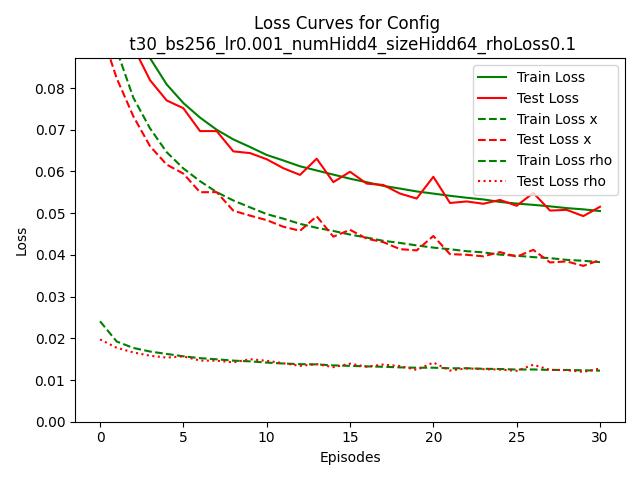 Loss Curves for Config
t30_bs256_lr0.001_numHidd4_sizeHidd64_rhoLoss0.1
Train Loss
Test Loss
Train Loss x
Test Loss x
Train Loss rho
Test Loss rho
Loss
0.08
0.07
0.06
0.05
0.04
0.03
0.02
0.01
0.00
0 5 10 15 20 25 30
Episodes